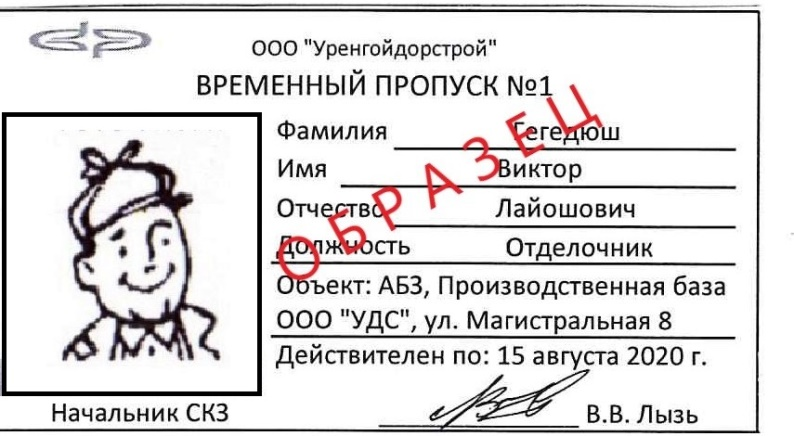 ООО "Уренгойдорстрой"
ВРЕМЕННЫЙ ПРОПУСК №1
Фамилия Гегедюш
Имя Виктор
Отчество Лайошович
Должность Отделочник
Объект: АБЗ, Производственная база
ООО "УДС", ул. Магистральная 8
Действителен по: 15 августа 2020 г.
Начальник СКЗ В.В. Лызь
ОБРАЗЕЦ